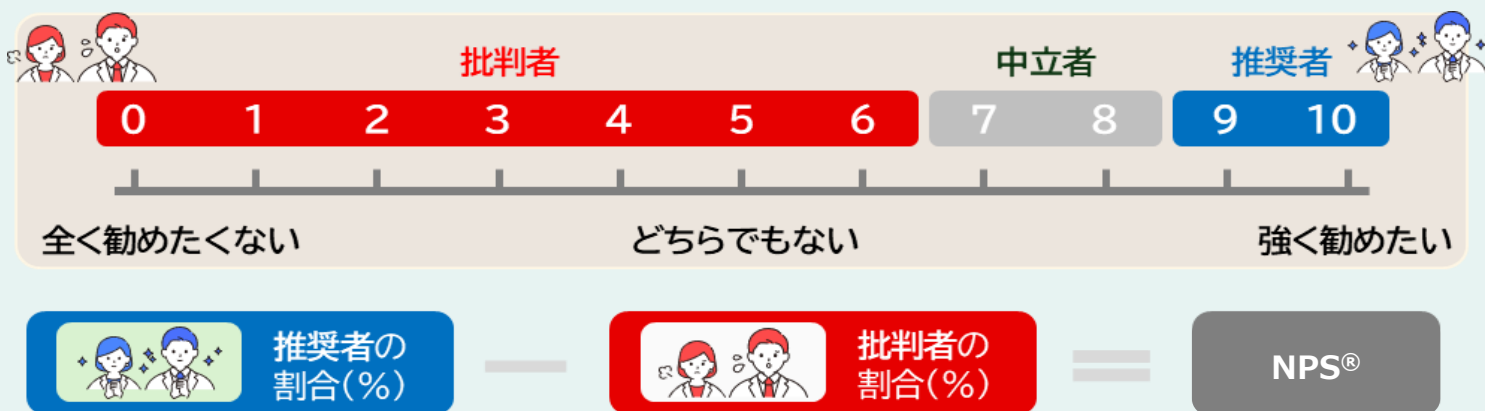 批判者 中立者 推奨者
0 1 2 3 4 5 6 7 8 9 10
全く勧めたくない どちらでもない 強く勧めたい
推奨者の
割合(%)
批判者の
割合(%)
NPS®